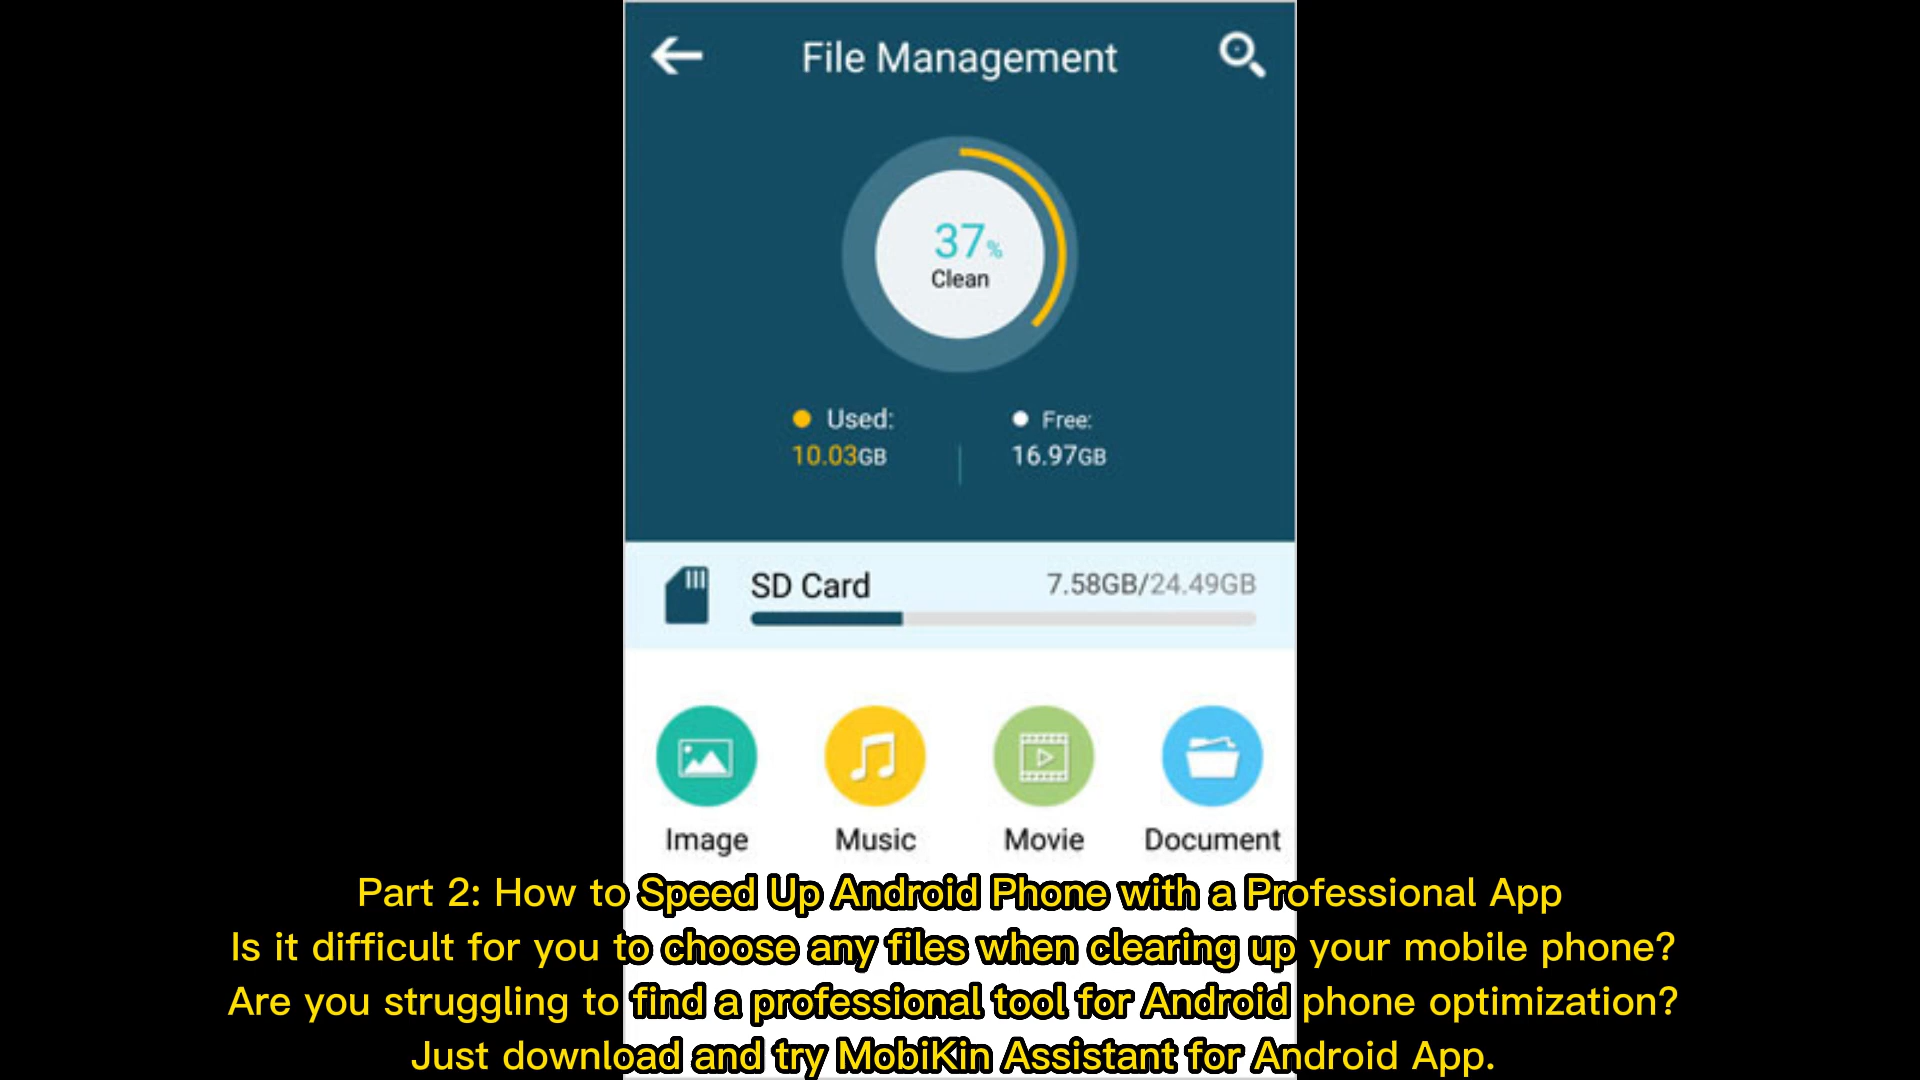 File Management
37%
Clean
Used: Free:
10.03GB 16.97GB
SD Card 7.58GB/24.49GB
Image Music Movie Document
Part 2: How to Speed Up Android Phone with a Professional App
Is it difficult for you to choose any files when clearing up your mobile phone?
Are you struggling to find a professional tool for Android phone optimization?
Just download and try MobiKin Assistant for Android App.